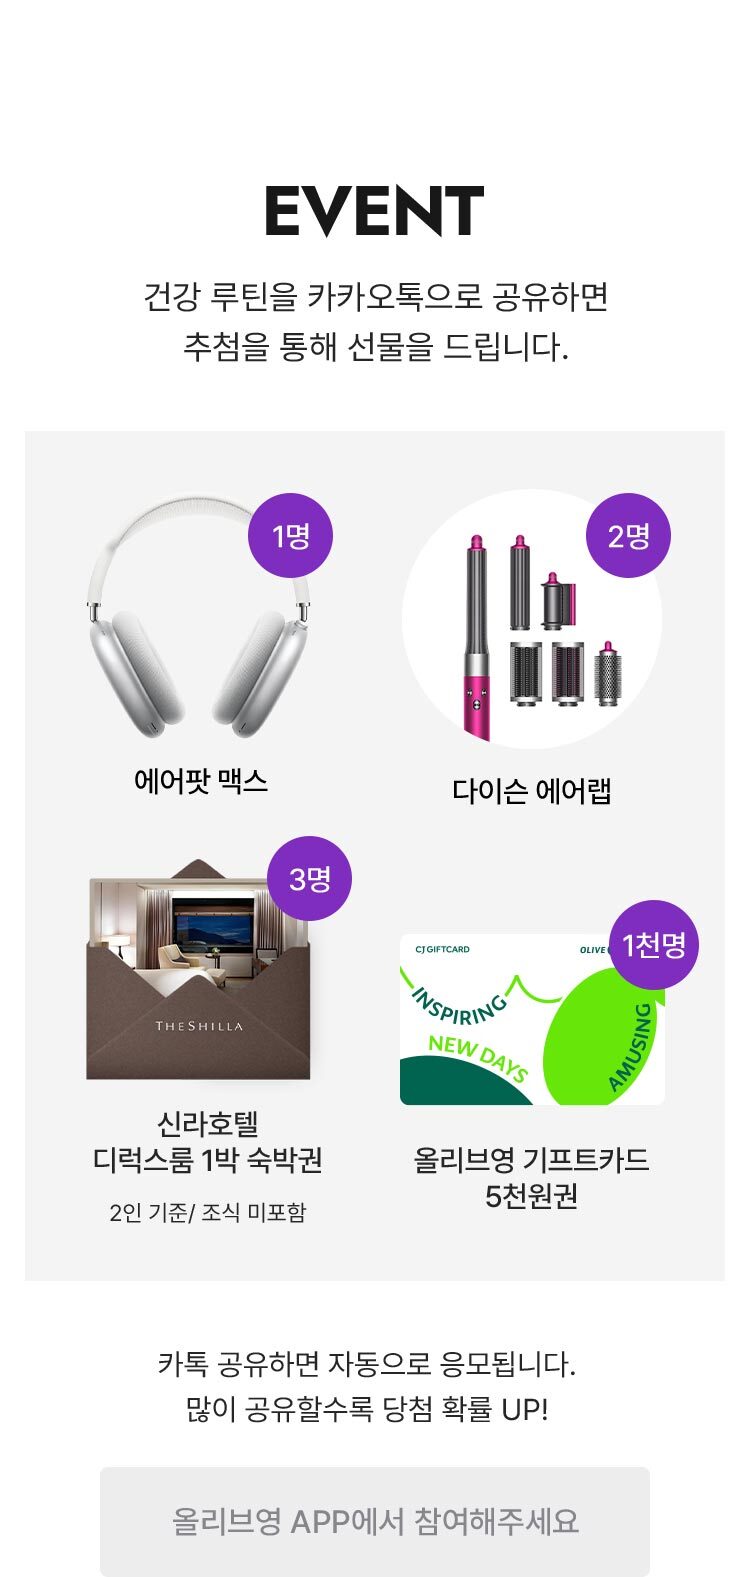 EVENT
건강 루틴을 카카오톡으로 공유하면
추첨을 통해 선물을 드립니다.
1명
2명
에어팟 맥스
다이슨 에어랩
3명
1천명
THE SHILLA
CJ GIFTCARD
OLIVE
INSPIRING
NEW DAYS
AMUSING
신라호텔
디럭스룸 1박 숙박권
2인 기준/ 조식 미포함
올리브영 기프트카드
5천원권
카톡 공유하면 자동으로 응모됩니다.
많이 공유할수록 당첨 확률 UP!
올리브영 APP에서 참여해주세요